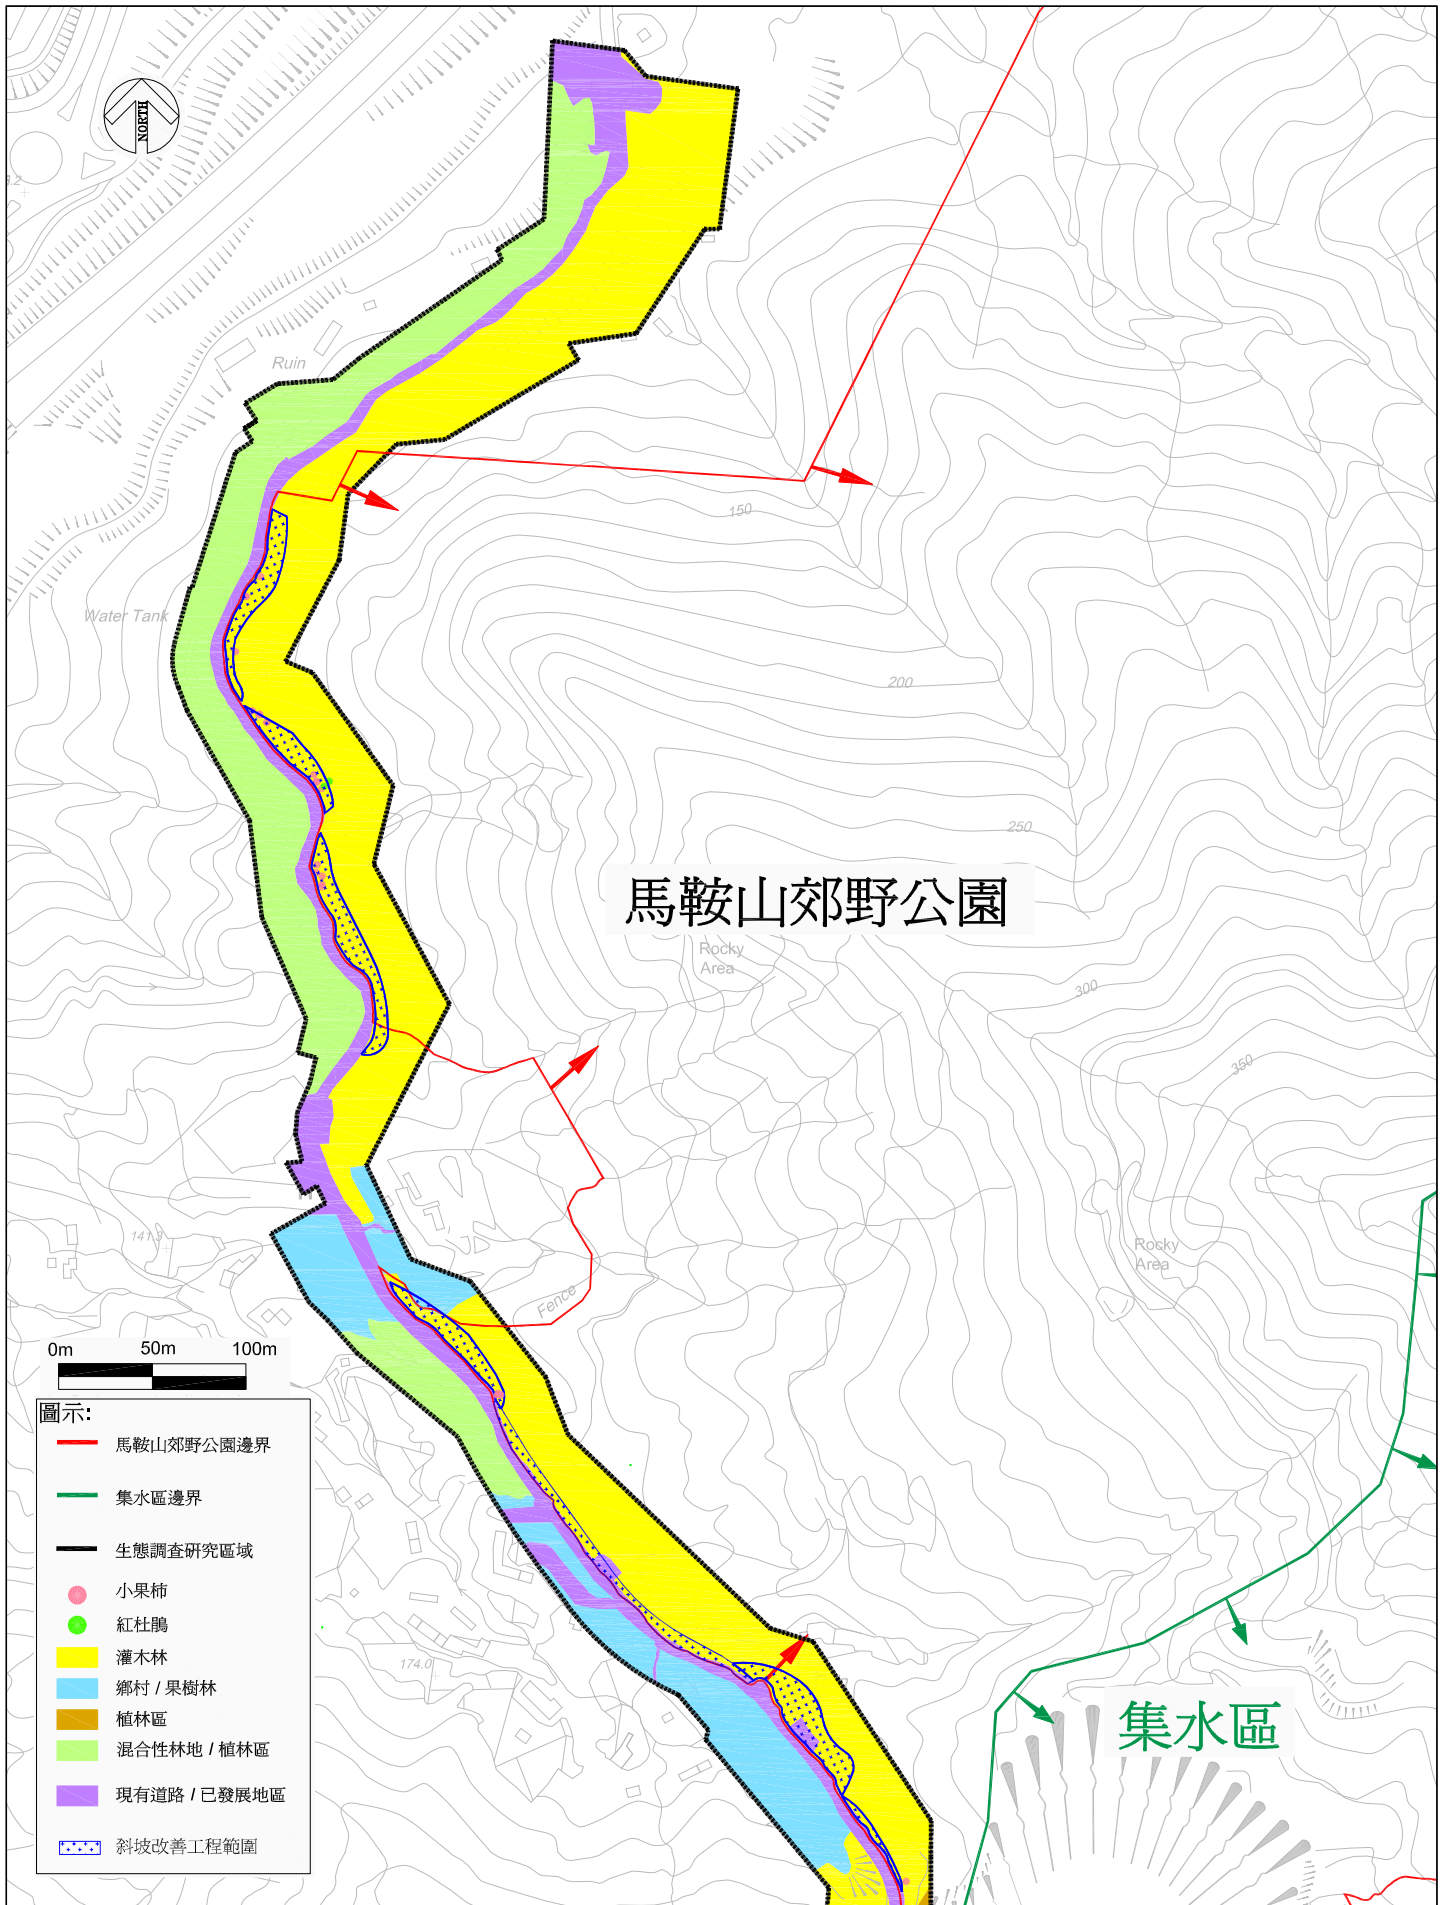 NORTH
3.2
Ruin
150
Water Tank
200
250
馬鞍山郊野公園
Rocky
Area
300
350
141.3
Rocky
Area
Fence
0m 50m 100m
圖示:
馬鞍山郊野公園邊界
集水區邊界
生態調查研究區域
小果柿
紅杜鵑
灌木林
鄉村 / 果樹林
植林區
混合性林地 / 植林區
現有道路 / 已發展地區
斜坡改善工程範圍
174.0
集水區